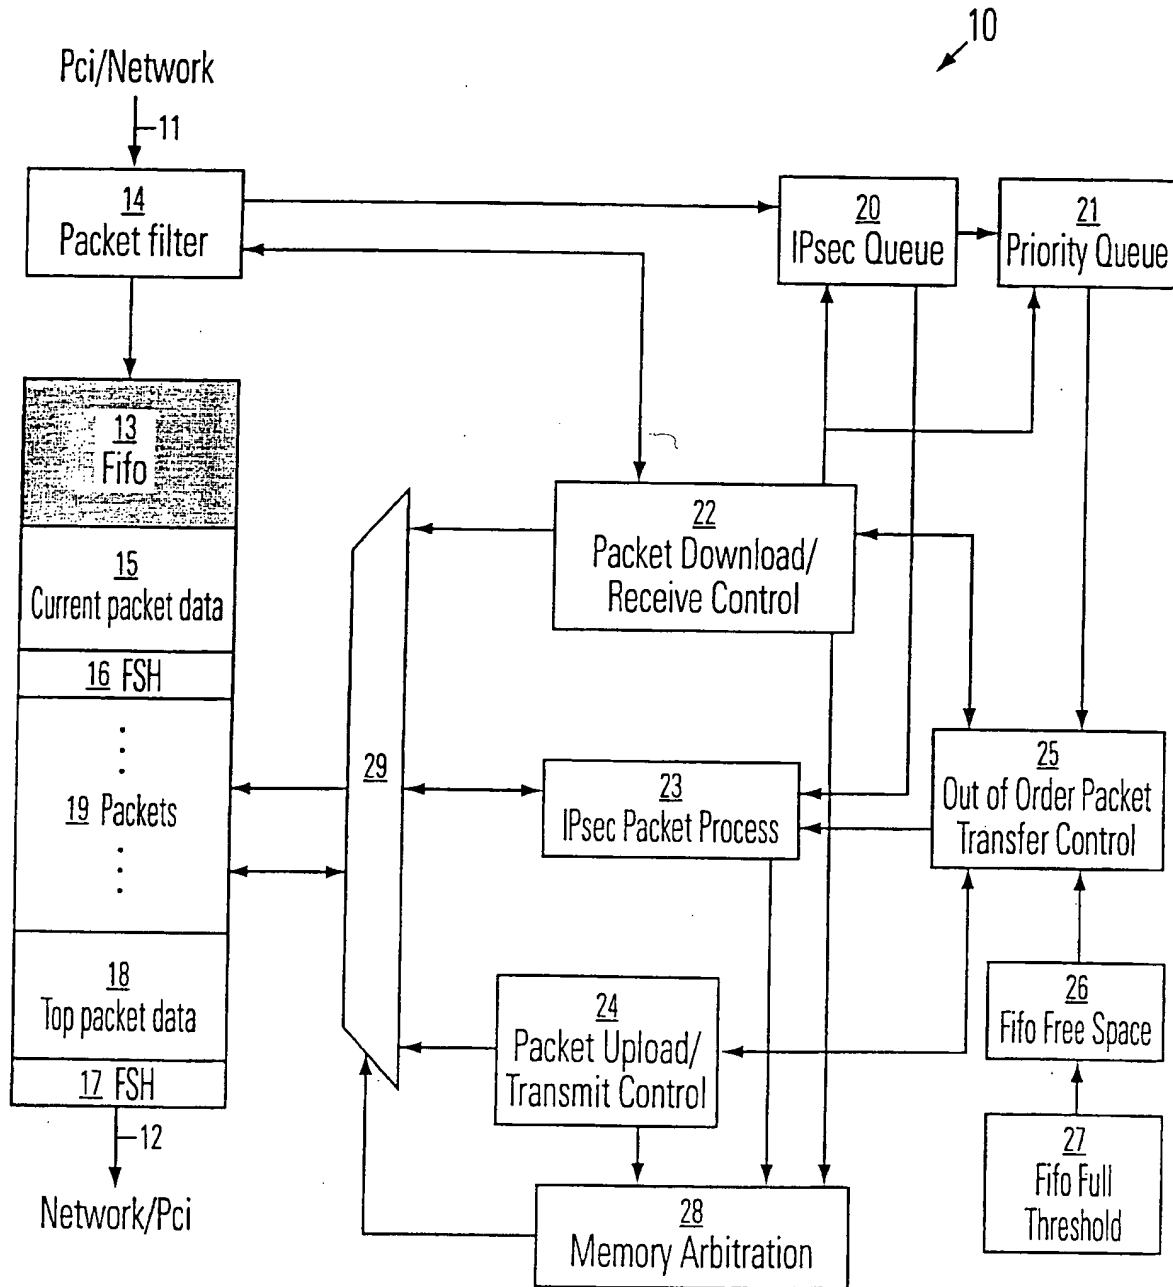 10
Pci/Network
11
14
Packet filter
20
IPsec Queue
21
Priority Queue
13
Fifo
22
Packet Download/
Receive Control
15
Current packet data
16 FSH
29
19 Packets
23
IPsec Packet Process
25
Out of Order Packet
Transfer Control
18
Top packet data
24
Packet Upload/
Transmit Control
26
Fifo Free Space
17 FSH
12
Network/Pci
27
Fifo Full
Threshold
28
Memory Arbitration